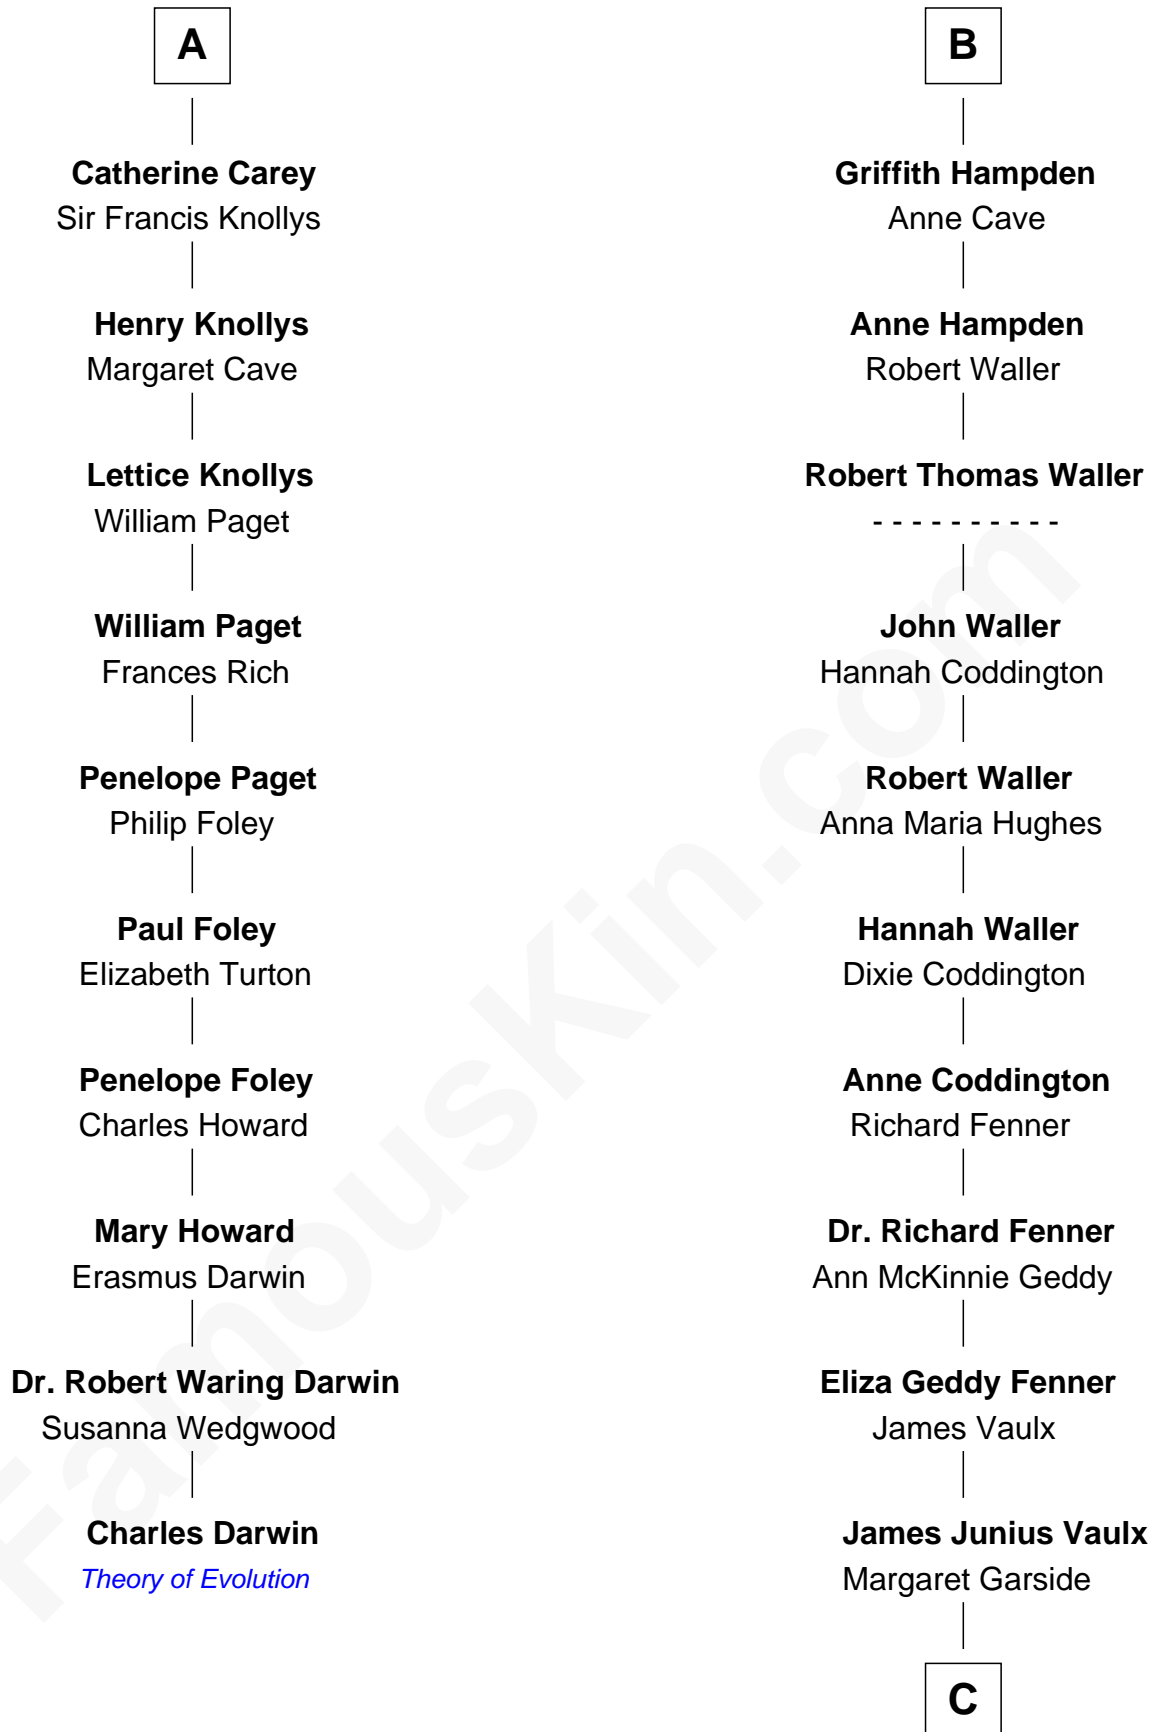 A
Catherine Carey
Sir Francis Knollys
Henry Knollys
Margaret Cave
Lettice Knollys
William Paget
William Paget
Frances Rich
Penelope Paget
Philip Foley
Paul Foley
Elizabeth Turton
Penelope Foley
Charles Howard
Mary Howard
Erasmus Darwin
Dr. Robert Waring Darwin
Susanna Wedgwood
Charles Darwin
Theory of Evolution
B
Griffith Hampden
Anne Cave
Anne Hampden
Robert Waller
Robert Thomas Waller
- - - - - - - - - -
John Waller
Hannah Coddington
Robert Waller
Anna Maria Hughes
Hannah Waller
Dixie Coddington
Anne Coddington
Richard Fenner
Dr. Richard Fenner
Ann McKinnie Geddy
Eliza Geddy Fenner
James Vaulx
James Junius Vaulx
Margaret Garside
C
FamousKin.com